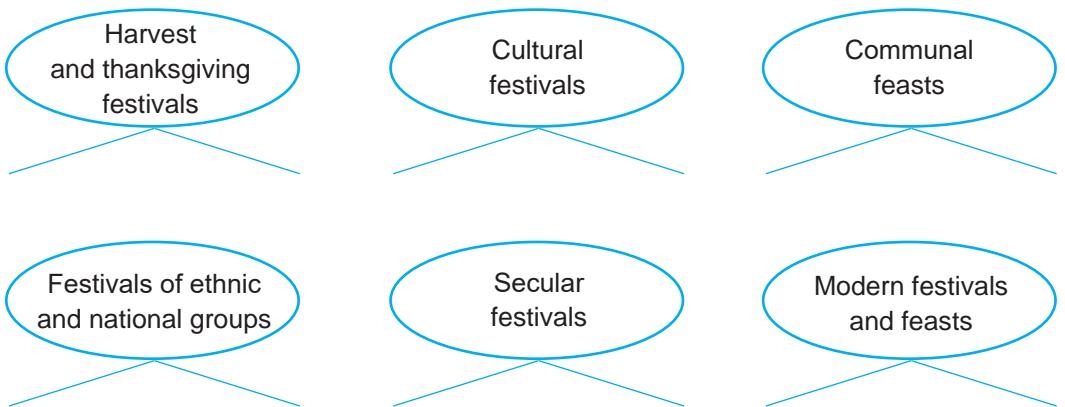 Harvest
and thanksgiving
festivals
Cultural
festivals
Communal
feasts
Festivals of ethnic
and national groups
Secular
festivals
Modern festivals
and feasts